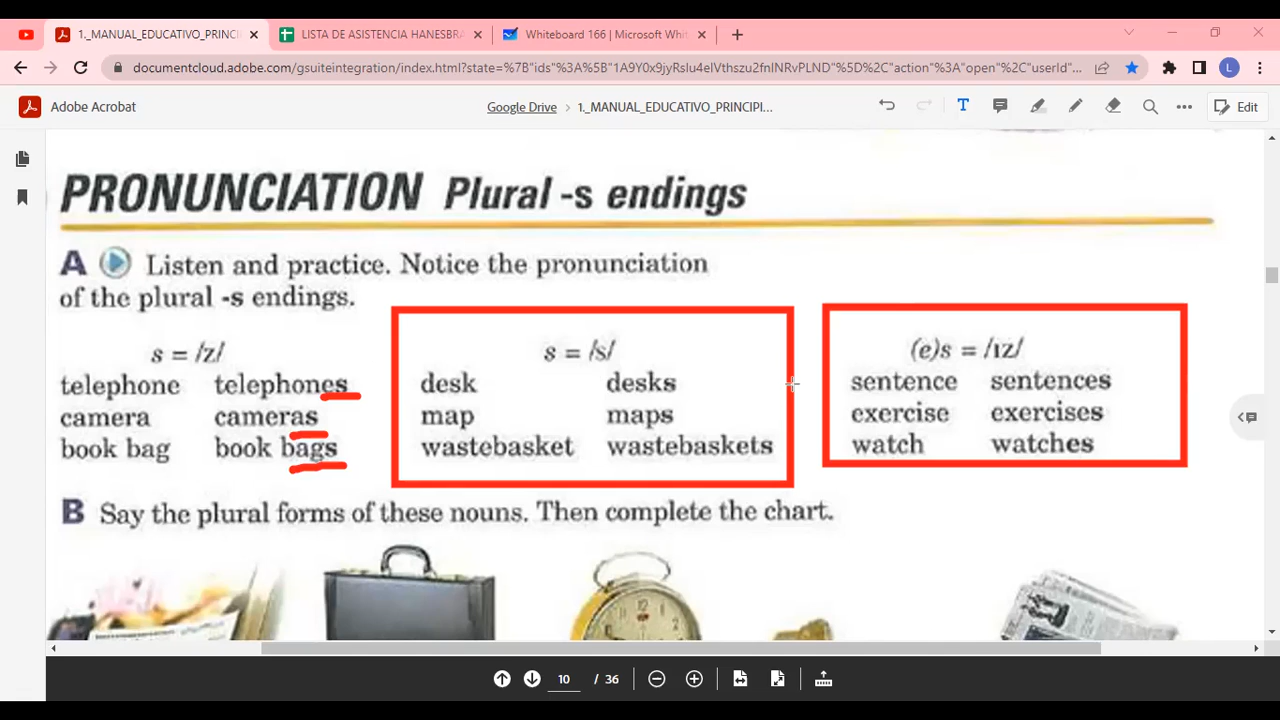 1._MANUAL_EDUCATIVO_PRINCI
LISTA DE ASISTENCIA HANESBRA
Whiteboard 166 | Microsoft Whi
documentcloud.adobe.com/gsuiteintegration/index.html?state=%7B"ids"%3A%5B"1A9Y0x9jyRslu4eIVthszu2fnINRvPLND"%5D%2C"action"%3A"open"%2C"userId"...
L
Adobe Acrobat
Google Drive > 1._MANUAL_EDUCATIVO_PRINCIPI...
T
Edit
PRONUNCIATION Plural -s endings
A Listen and practice. Notice the pronunciation
of the plural -s endings.
s = /z/
telephone telephones
camera cameras
book bag book bags
s = /s/
desk desks
map maps
wastebasket wastebaskets
(e)s = /ɪz/
sentence sentences
exercise exercises
watch watches
B Say the plural forms of these nouns. Then complete the chart.
10 / 36